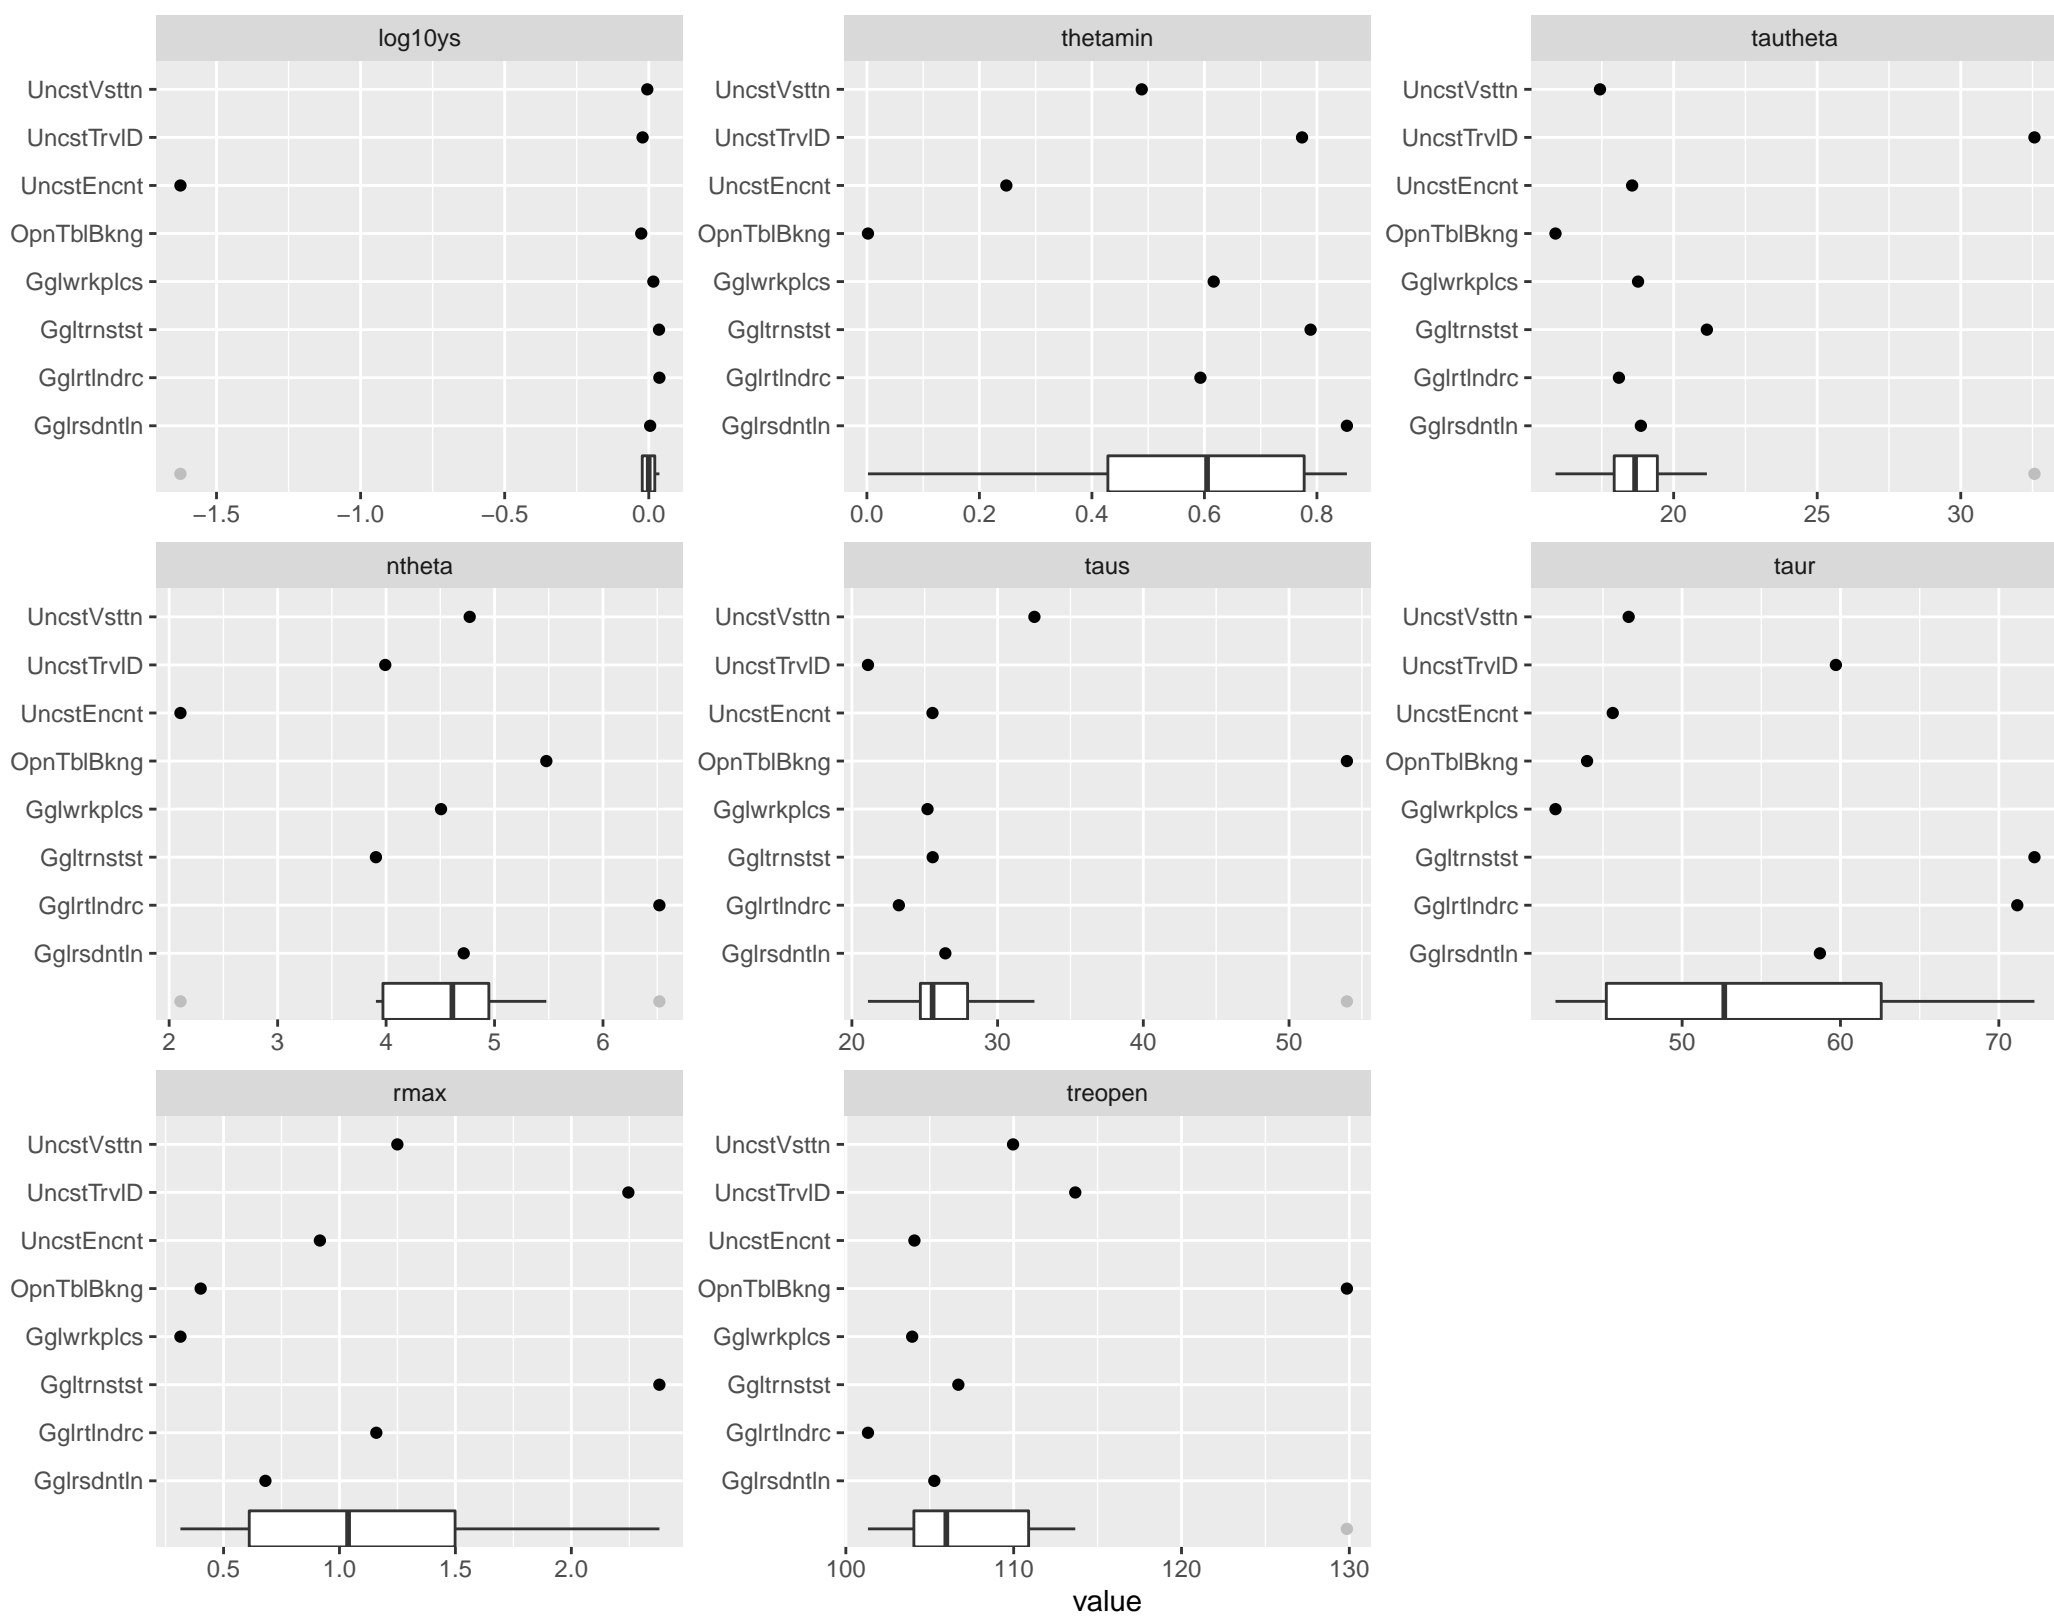 log10ys
UncstVsttn
UncstTrvlD
UncstEncnt
OpnTblBkng
Gglwrkplcs
Ggltrnstst
Gglrtlndrc
Gglrsdntln
−1.5 −1.0 −0.5 0.0
thetamin
UncstVsttn
UncstTrvlD
UncstEncnt
OpnTblBkng
Gglwrkplcs
Ggltrnstst
Gglrtlndrc
Gglrsdntln
0.0 0.2 0.4 0.6 0.8
tautheta
UncstVsttn
UncstTrvlD
UncstEncnt
OpnTblBkng
Gglwrkplcs
Ggltrnstst
Gglrtlndrc
Gglrsdntln
20 25 30
ntheta
UncstVsttn
UncstTrvlD
UncstEncnt
OpnTblBkng
Gglwrkplcs
Ggltrnstst
Gglrtlndrc
Gglrsdntln
2 3 4 5 6
taus
UncstVsttn
UncstTrvlD
UncstEncnt
OpnTblBkng
Gglwrkplcs
Ggltrnstst
Gglrtlndrc
Gglrsdntln
20 30 40 50
taur
UncstVsttn
UncstTrvlD
UncstEncnt
OpnTblBkng
Gglwrkplcs
Ggltrnstst
Gglrtlndrc
Gglrsdntln
50 60 70
rmax
UncstVsttn
UncstTrvlD
UncstEncnt
OpnTblBkng
Gglwrkplcs
Ggltrnstst
Gglrtlndrc
Gglrsdntln
0.5 1.0 1.5 2.0
treopen
UncstVsttn
UncstTrvlD
UncstEncnt
OpnTblBkng
Gglwrkplcs
Ggltrnstst
Gglrtlndrc
Gglrsdntln
100 110 120 130
value